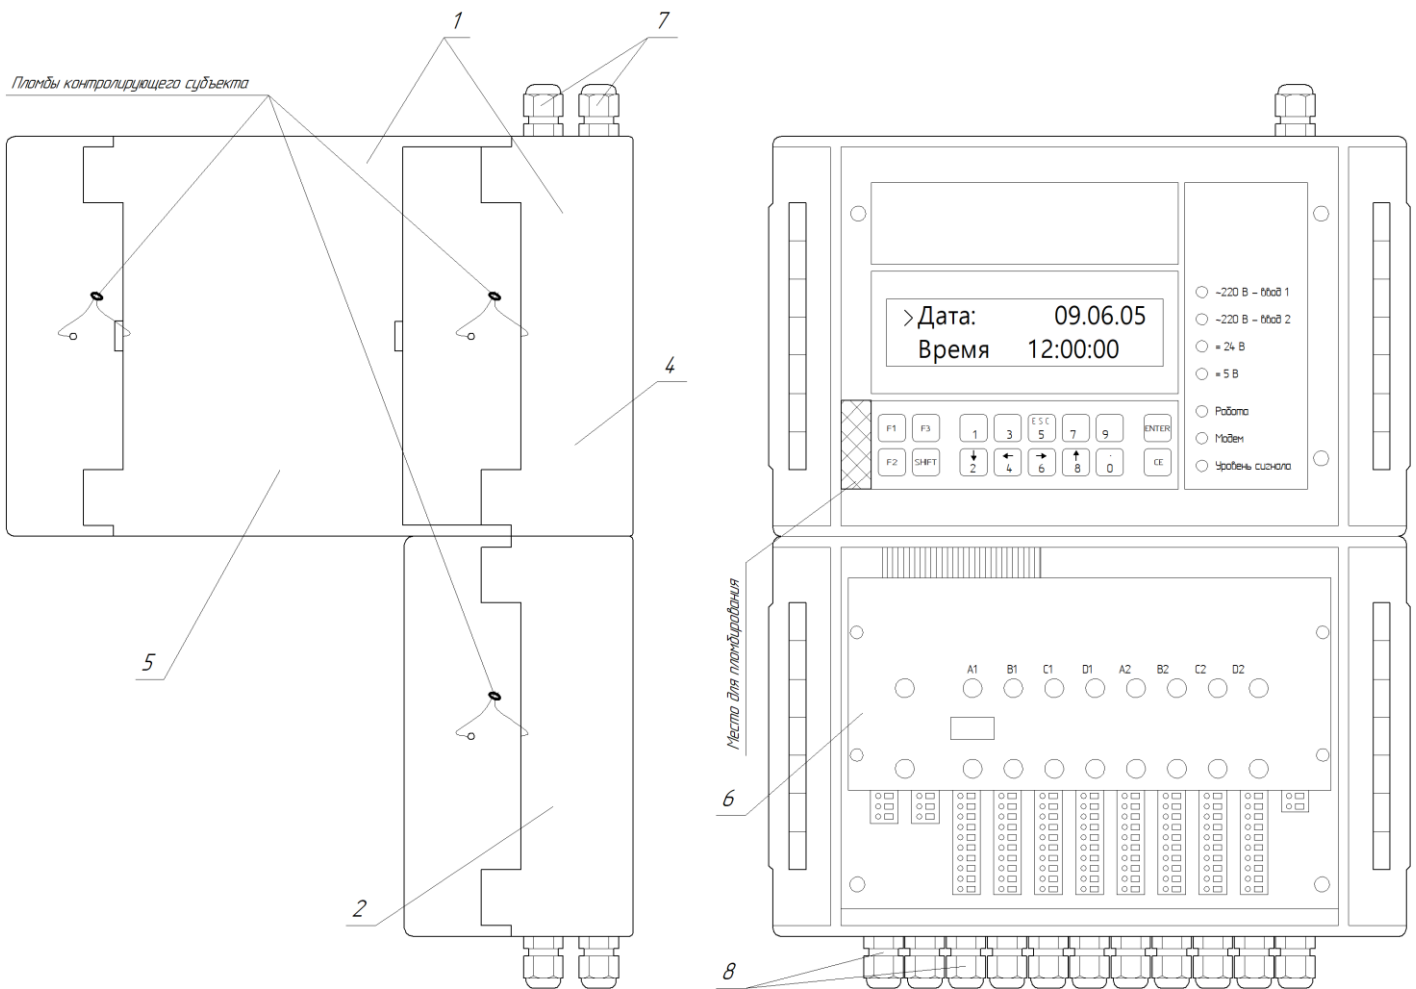 1
7
Пломбы контролирующего субъекта
~220 В – ввод 1
>Дата: 09.06.05
~220 В – ввод 2
Время 12:00:00
= 24 В
= 5 В
4
Работа
F1 F3 1 3 ESC 5 7 9 ENTER
Модем
F2 SHIFT ↓ 2 ← 4 → 6 ↑ 8 . 0 CE
Уровень сигнала
Место для пломбирования
5
A1 B1 C1 D1 A2 B2 C2 D2
6
2
8